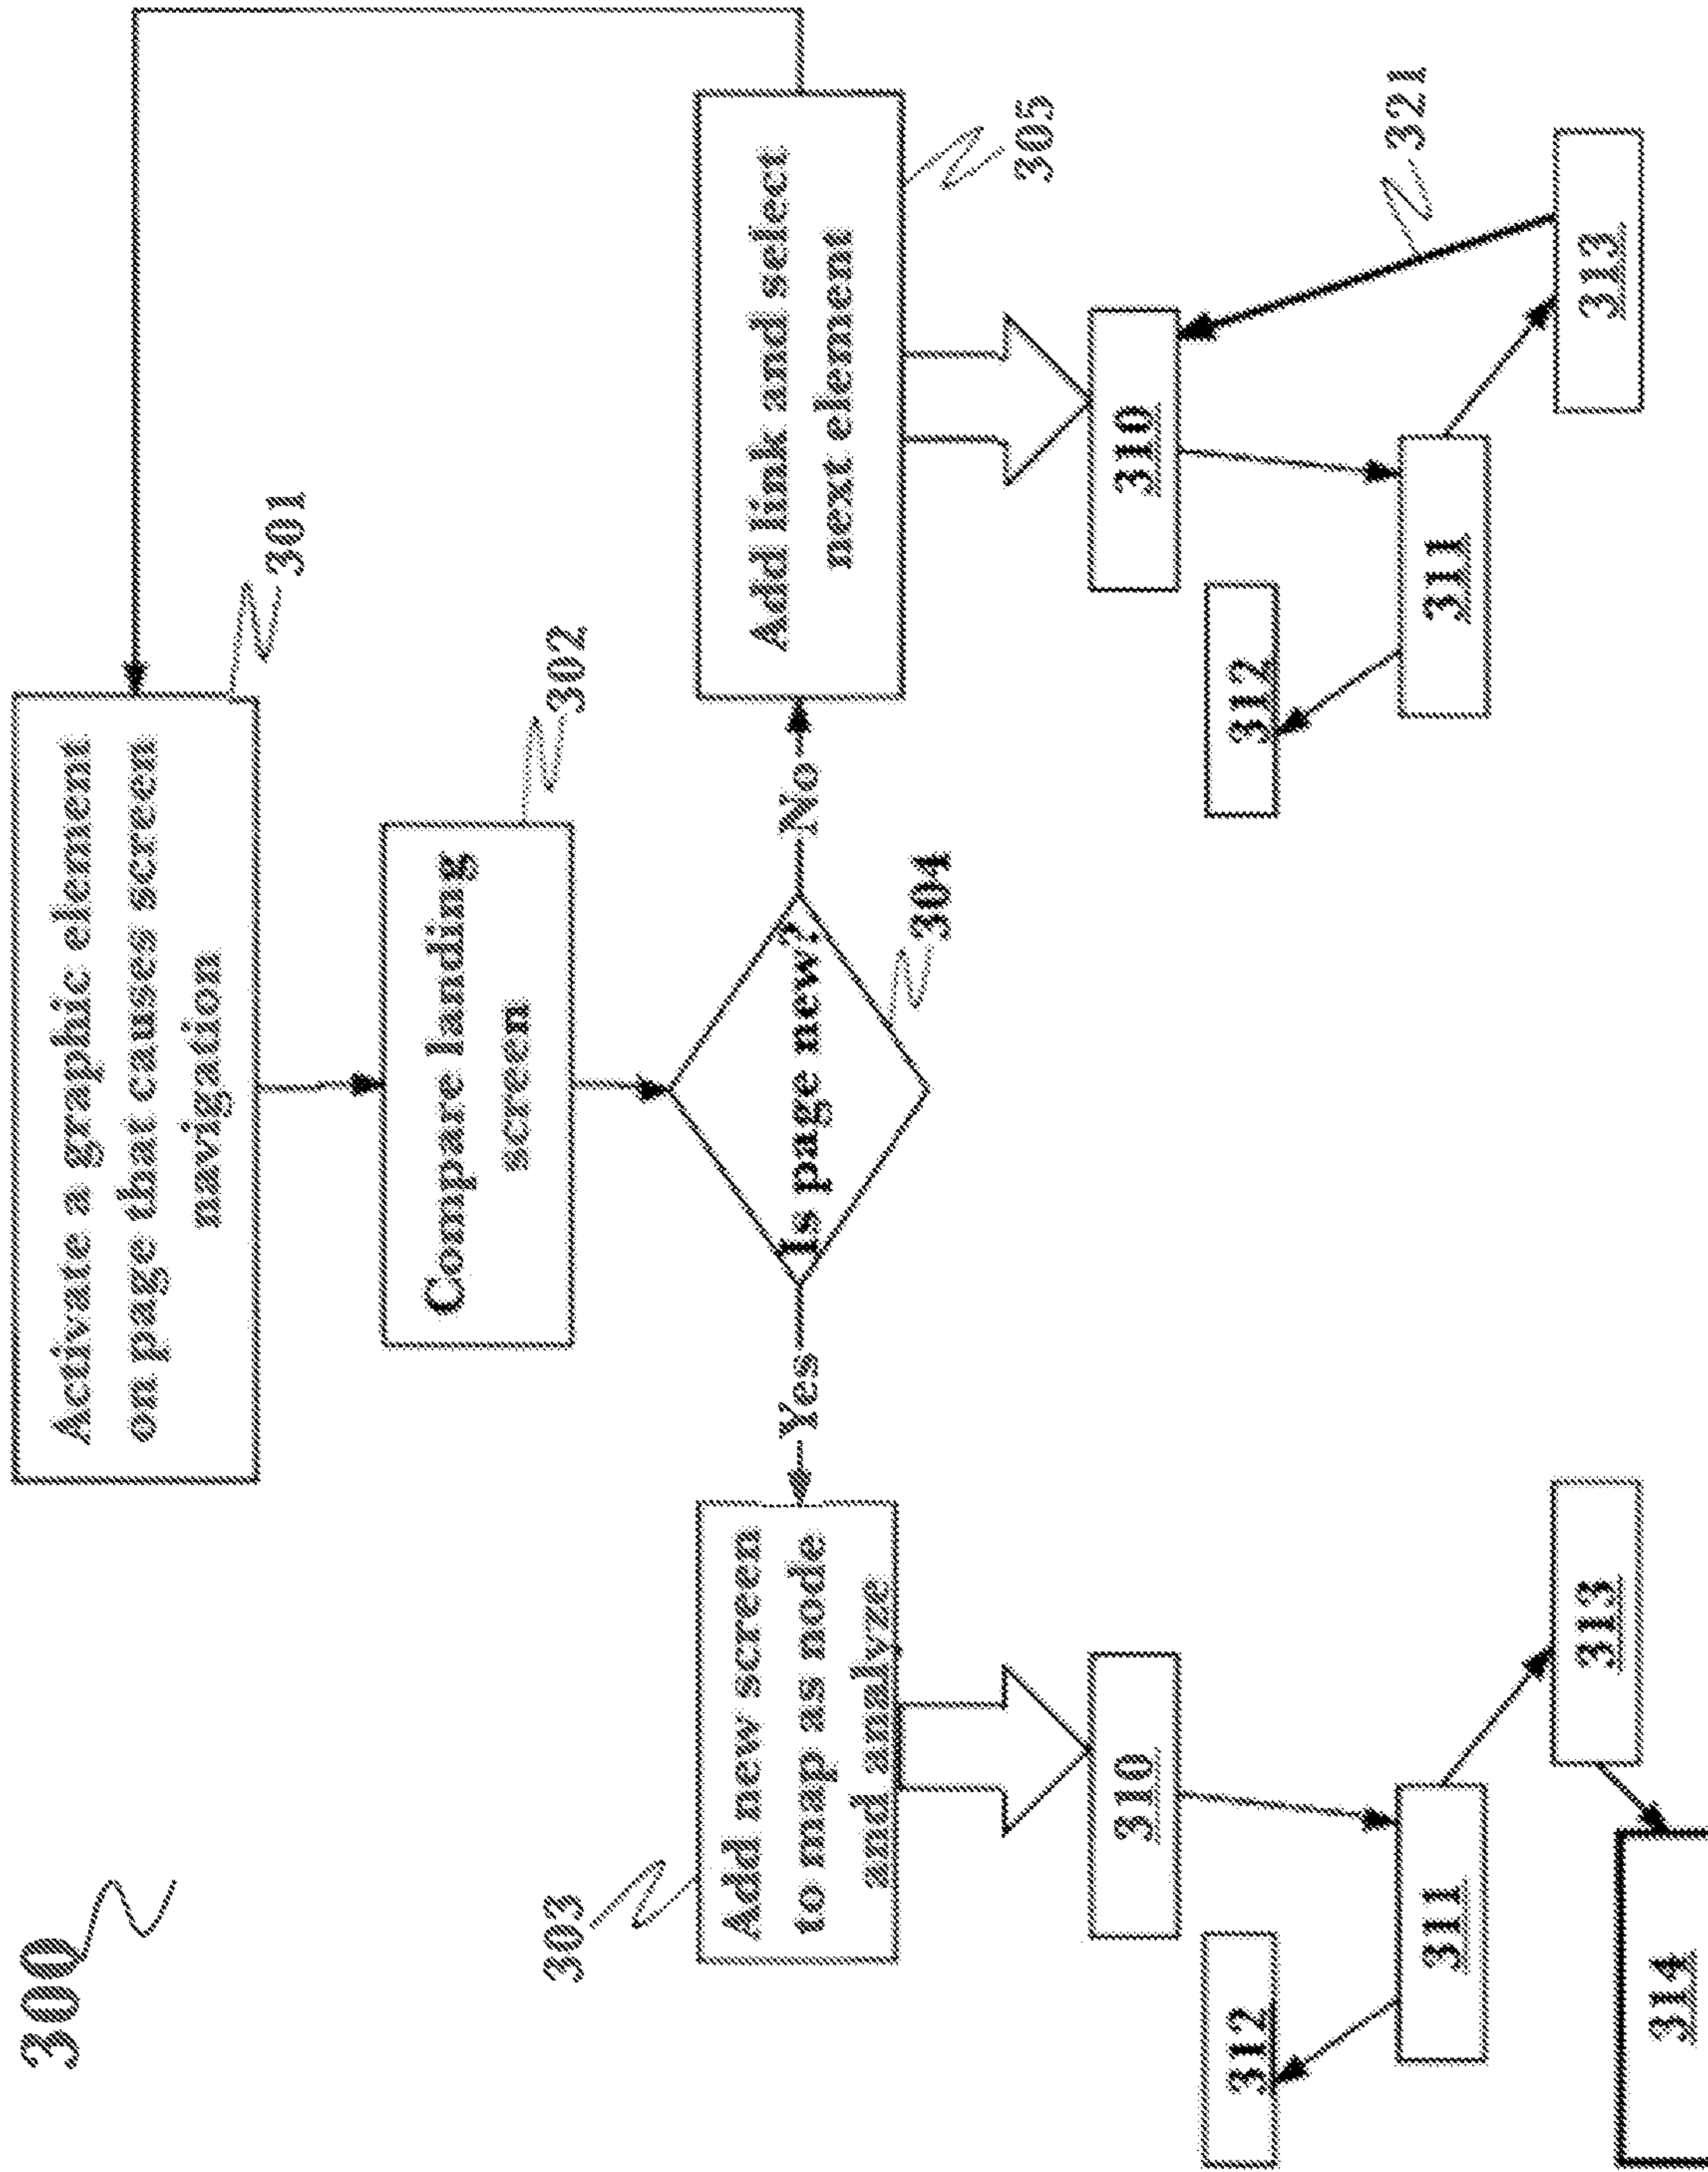 300
Activate a graphic element
on page that causes screen
navigation
301
Compare landing
screen
302
Is page new?
304
Yes
No
303
Add new screen
to map as node
and analyze
Add link and select
next element
305
310
312
311
313
314
310
312
311
313
321